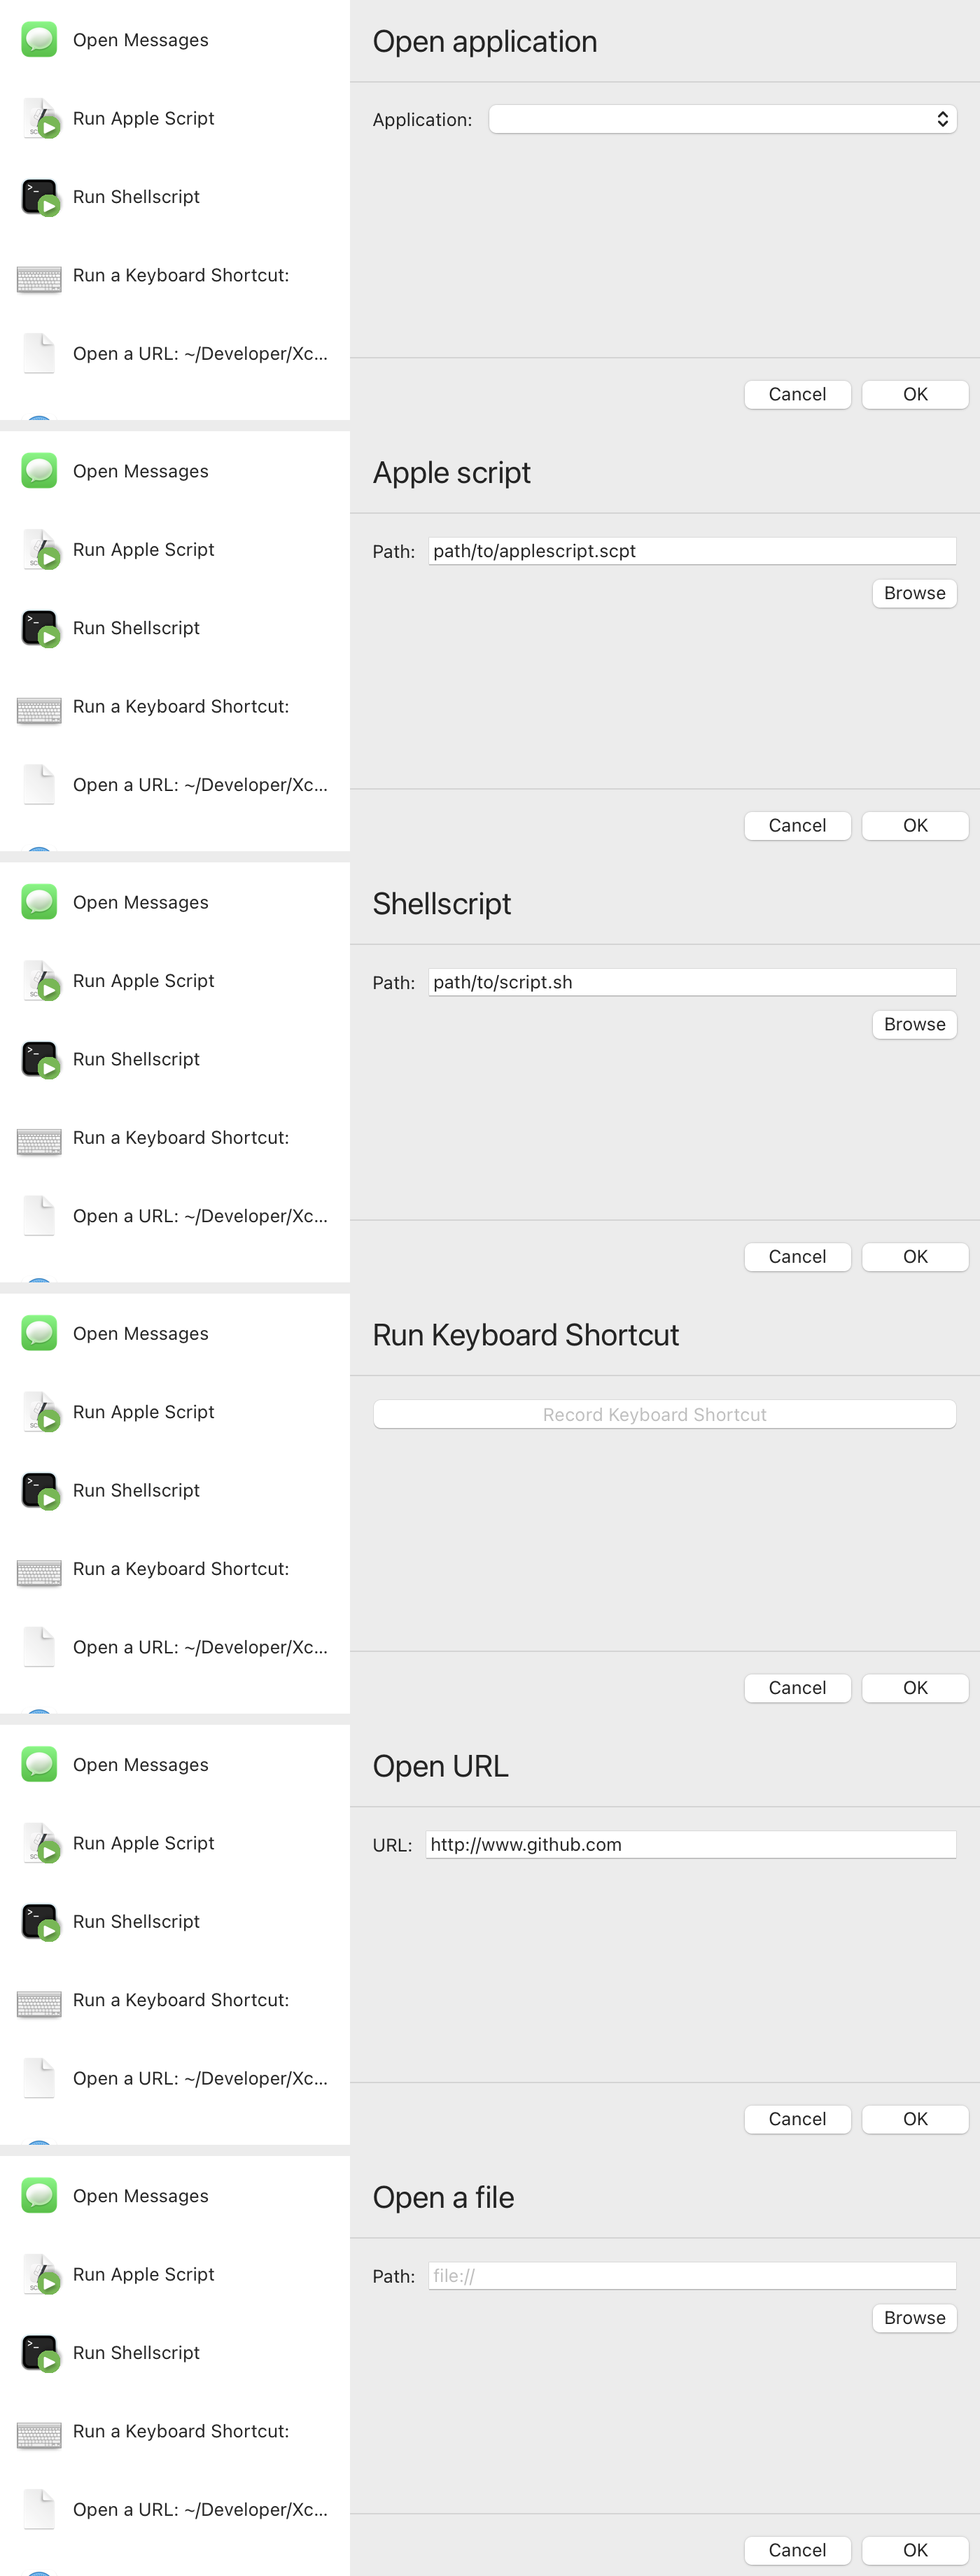 Open Messages
Run Apple Script
Run Shellscript
Run a Keyboard Shortcut:
Open a URL: ~/Developer/Xc...
Open application
Application:
Cancel
OK
Open Messages
Run Apple Script
Run Shellscript
Run a Keyboard Shortcut:
Open a URL: ~/Developer/Xc...
Apple script
Path: path/to/applescript.scpt
Browse
Cancel
OK
Open Messages
Run Apple Script
Run Shellscript
Run a Keyboard Shortcut:
Open a URL: ~/Developer/Xc...
Shellscript
Path: path/to/script.sh
Browse
Cancel
OK
Open Messages
Run Apple Script
Run Shellscript
Run a Keyboard Shortcut:
Open a URL: ~/Developer/Xc...
Run Keyboard Shortcut
Record Keyboard Shortcut
Cancel
OK
Open Messages
Run Apple Script
Run Shellscript
Run a Keyboard Shortcut:
Open a URL: ~/Developer/Xc...
Open URL
URL: http://www.github.com
Cancel
OK
Open Messages
Run Apple Script
Run Shellscript
Run a Keyboard Shortcut:
Open a URL: ~/Developer/Xc...
Open a file
Path: file://
Browse
Cancel
OK